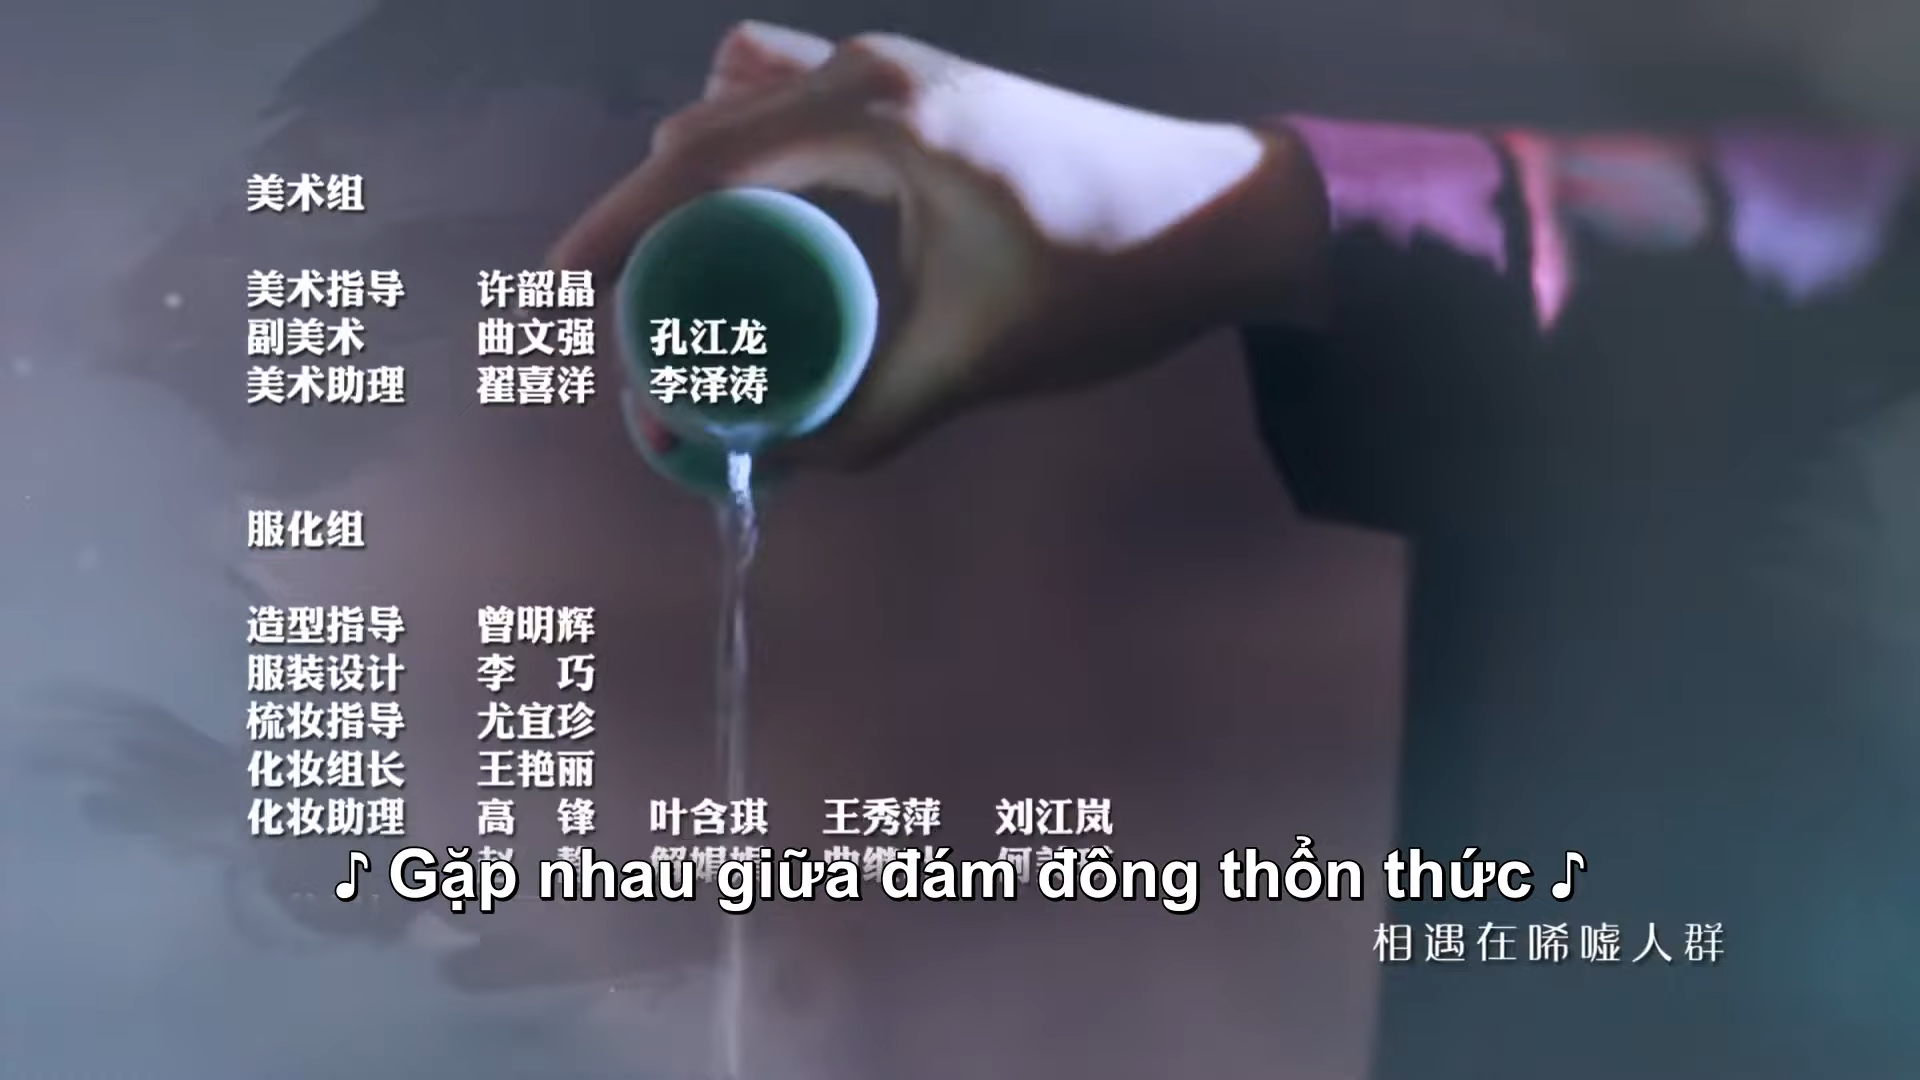 美术组
美术指导 许韶晶
副美术 曲文强 孔江龙
美术助理 翟喜洋 李泽涛
服化组
造型指导 曾明辉
服装设计 李 巧
梳妆指导 尤宜珍
化妆组长 王艳丽
化妆助理 高 锋 叶含琪 王秀萍 刘江岚
♪ Gặp nhau giữa đám đông thổn thức ♪
相遇在唏嘘人群